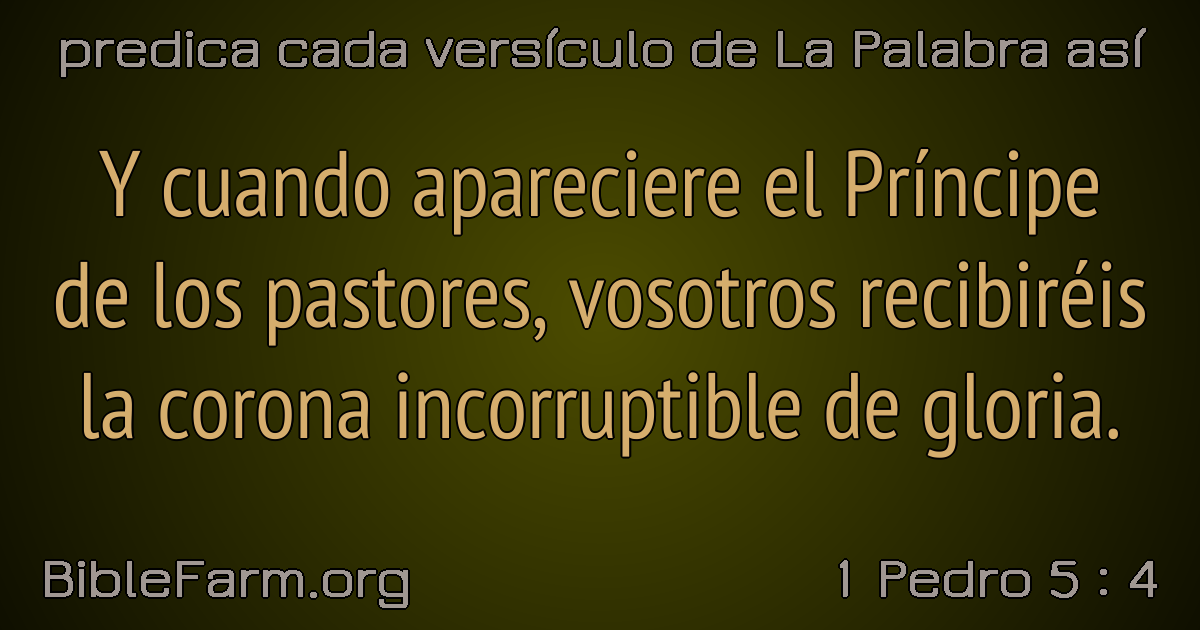 predica cada versículo de La Palabra así
Y cuando apareciere el Príncipe
de los pastores, vosotros recibiréis
la corona incorruptible de gloria.
BibleFarm.org
1 Pedro 5 : 4